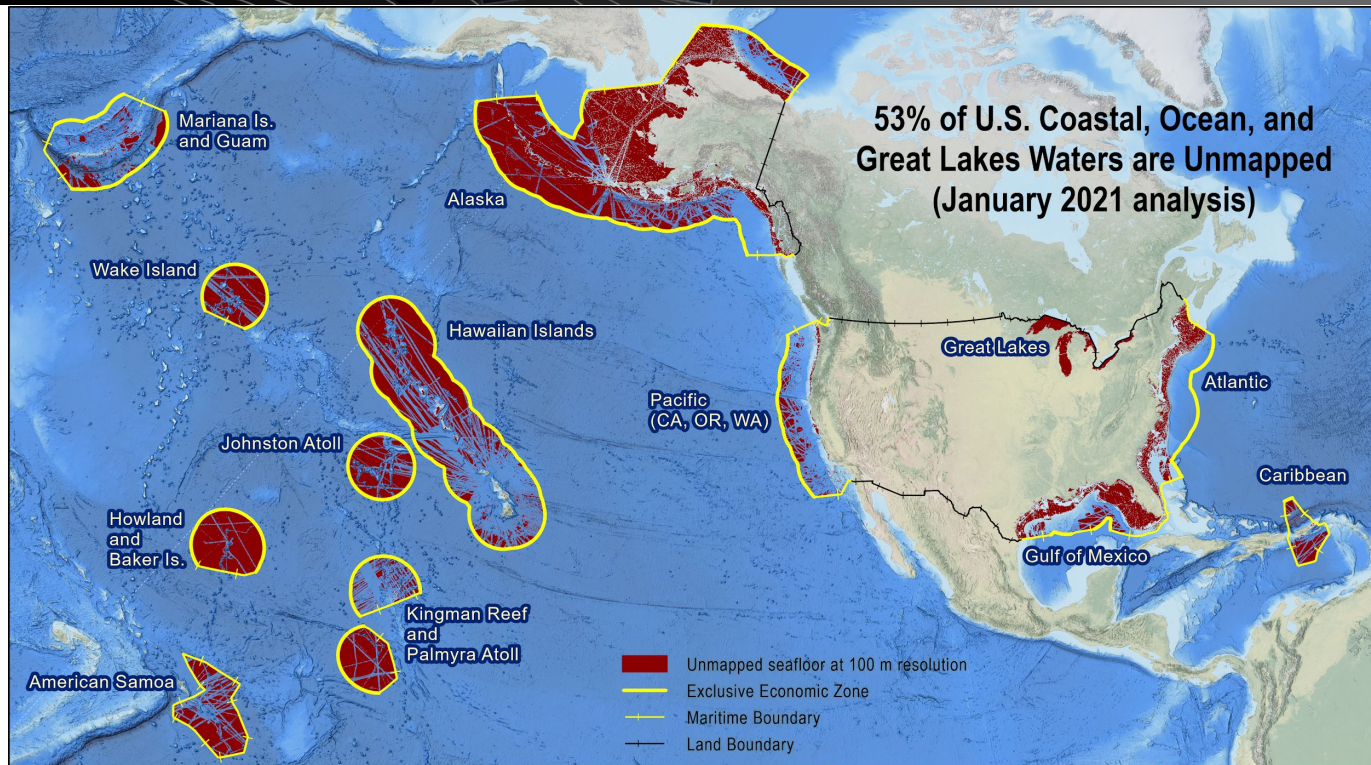 53% of U.S. Coastal, Ocean, and
Great Lakes Waters are Unmapped
(January 2021 analysis)
Mariana Is.
and Guam
Alaska
Wake Island
Hawaiian Islands
Great Lakes
Pacific
(CA, OR, WA)
Atlantic
Johnston Atoll
Caribbean
Howland
and
Baker Is.
Gulf of Mexico
Kingman Reef
and
Palmyra Atoll
American Samoa
Unmapped seafloor at 100 m resolution
Exclusive Economic Zone
Maritime Boundary
Land Boundary